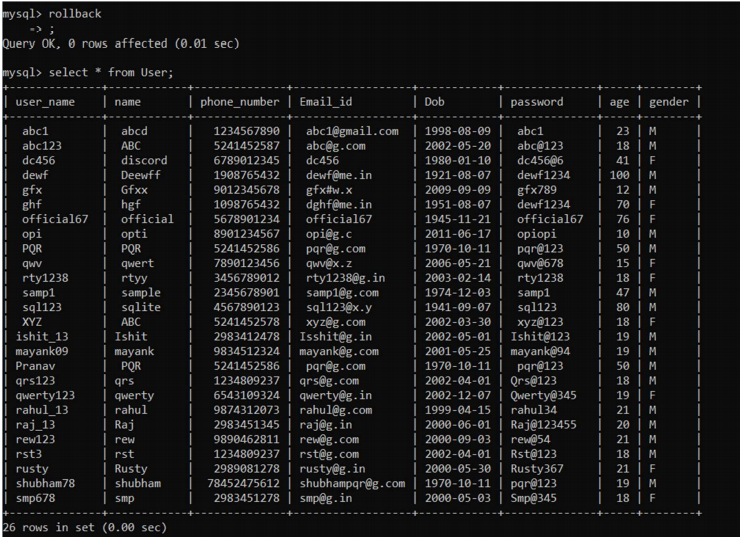 mysql> rollback
    -> ;
Query OK, 0 rows affected (0.01 sec)
mysql> select * from User;
+------------+----------+--------------+------------------+------------+-------------+------+--------+
| user_name | name | phone_number | Email_id | Dob | password | age | gender |
+------------+----------+--------------+------------------+------------+-------------+------+--------+
| abc1 | abcd | 1234567890 | abc1@gmail.com | 1998-08-09 | abc1 | 23 | M |
| abc123 | ABC | 5241452587 | abc@g.com | 2002-05-20 | abc@123 | 18 | M |
| dc456 | discord | 6789012345 | dc456 | 1980-01-10 | dc456@6 | 41 | F |
| dewf | Deewff | 1908765432 | dewf@me.in | 1921-08-07 | dewf1234 | 100 | M |
| gfx | Gfxx | 9012345678 | gfx#w.x | 2009-09-09 | gfx789 | 12 | M |
| ghf | hgf | 1098765432 | dghf@me.in | 1951-08-07 | dewf1234 | 70 | F |
| official67 | official | 5678901234 | official67 | 1945-11-21 | official67 | 76 | F |
| opi | opti | 8901234567 | opi@g.c | 2011-06-17 | opiopi | 10 | M |
| PQR | PQR | 5241452586 | pqr@g.com | 1970-10-11 | pqr@123 | 50 | M |
| qwv | qwert | 7890123456 | qwv@x.z | 2006-05-21 | qwv@678 | 15 | F |
| rty1238 | rtyy | 3456789012 | rty1238@g.in | 2003-02-14 | rty1238 | 18 | F |
| samp1 | sample | 2345678901 | samp1@g.com | 1974-12-03 | samp1 | 47 | M |
| sql123 | sqlite | 4567890123 | sql123@x.y | 1941-09-07 | sql123 | 80 | M |
| XYZ | ABC | 5241452578 | xyz@g.com | 2002-03-30 | xyz@123 | 18 | F |
| ishit_13 | Ishit | 2983412478 | Isshit@g.in | 2002-05-01 | Ishit@123 | 19 | M |
| mayank09 | mayank | 9834512324 | mayank@g.com | 2001-05-25 | mayank@94 | 19 | M |
| Pranav | PQR | 5241452586 | pqr@g.com | 1970-10-11 | pqr@123 | 50 | M |
| qrs123 | qrs | 1234809237 | qrs@g.com | 2002-04-01 | Qrs@123 | 18 | M |
| qwerty123 | qwerty | 6543109324 | qwerty@g.in | 2002-12-07 | Qwerty@345 | 19 | F |
| rahul_13 | rahul | 9874312073 | rahul@g.com | 1999-04-15 | rahul34 | 21 | M |
| raj_13 | Raj | 2983451345 | raj@g.in | 2000-06-01 | Raj@123455 | 20 | M |
| rew123 | rew | 9890462811 | rew@g.com | 2000-09-03 | rew@54 | 21 | M |
| rst3 | rst | 1234809237 | rst@g.com | 2002-04-01 | Rst@123 | 18 | M |
| rusty | Rusty | 2989081278 | rusty@g.in | 2000-05-30 | Rusty367 | 21 | F |
| shubham78 | shubham | 78452475612 | shubhampqr@g.com | 1970-10-11 | pqr@123 | 19 | M |
| smp678 | smp | 2983451278 | smp@g.in | 2000-05-03 | Smp@345 | 18 | F |
+------------+----------+--------------+------------------+------------+-------------+------+--------+
26 rows in set (0.00 sec)